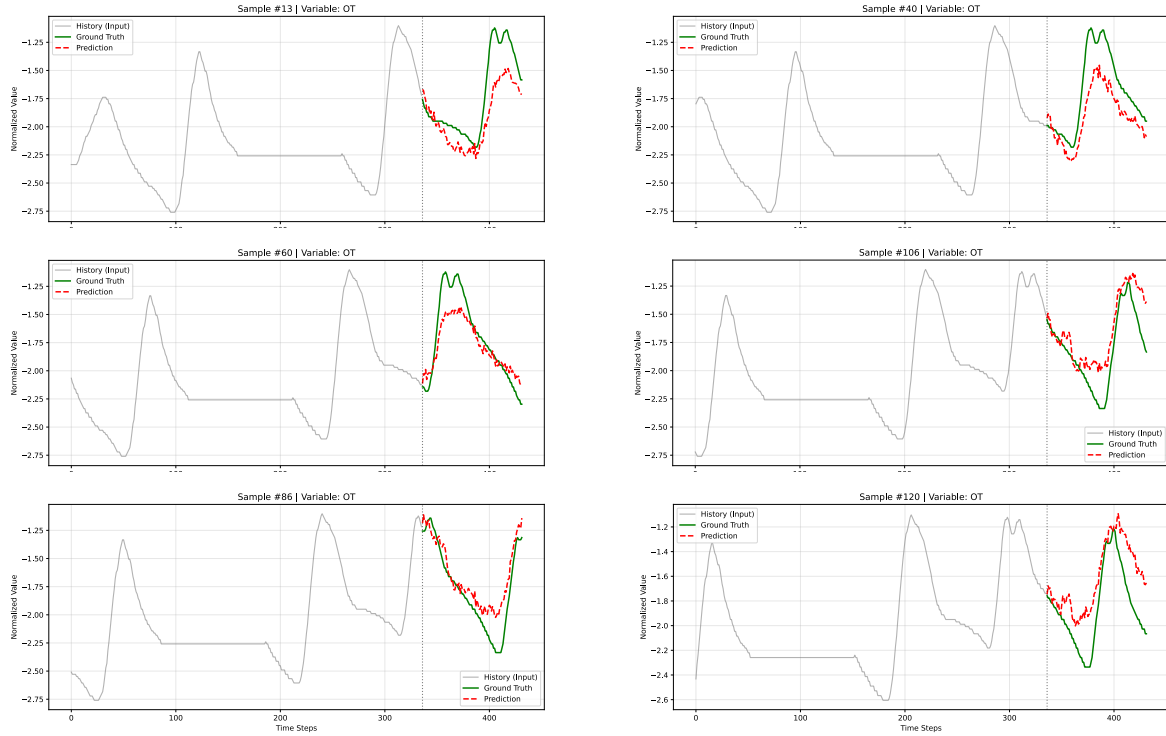 Sample #13 | Variable: OT
Normalized Value
−1.25
−1.50
−1.75
−2.00
−2.25
−2.50
−2.75
History (Input)
Ground Truth
Prediction
Sample #40 | Variable: OT
Normalized Value
−1.25
−1.50
−1.75
−2.00
−2.25
−2.50
−2.75
History (Input)
Ground Truth
Prediction
Sample #60 | Variable: OT
Normalized Value
−1.25
−1.50
−1.75
−2.00
−2.25
−2.50
−2.75
History (Input)
Ground Truth
Prediction
Sample #106 | Variable: OT
Normalized Value
−1.25
−1.50
−1.75
−2.00
−2.25
−2.50
−2.75
History (Input)
Ground Truth
Prediction
Sample #86 | Variable: OT
Normalized Value
−1.25
−1.50
−1.75
−2.00
−2.25
−2.50
−2.75
History (Input)
Ground Truth
Prediction
0 100 200 300 400
Time Steps
Sample #120 | Variable: OT
Normalized Value
−1.2
−1.4
−1.6
−1.8
−2.0
−2.2
−2.4
−2.6
History (Input)
Ground Truth
Prediction
0 100 200 300 400
Time Steps